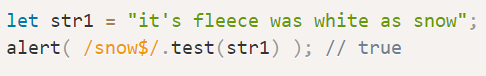 let str1 = "it's fleece was white as snow";
alert( /snow$/.test(str1) ); // true